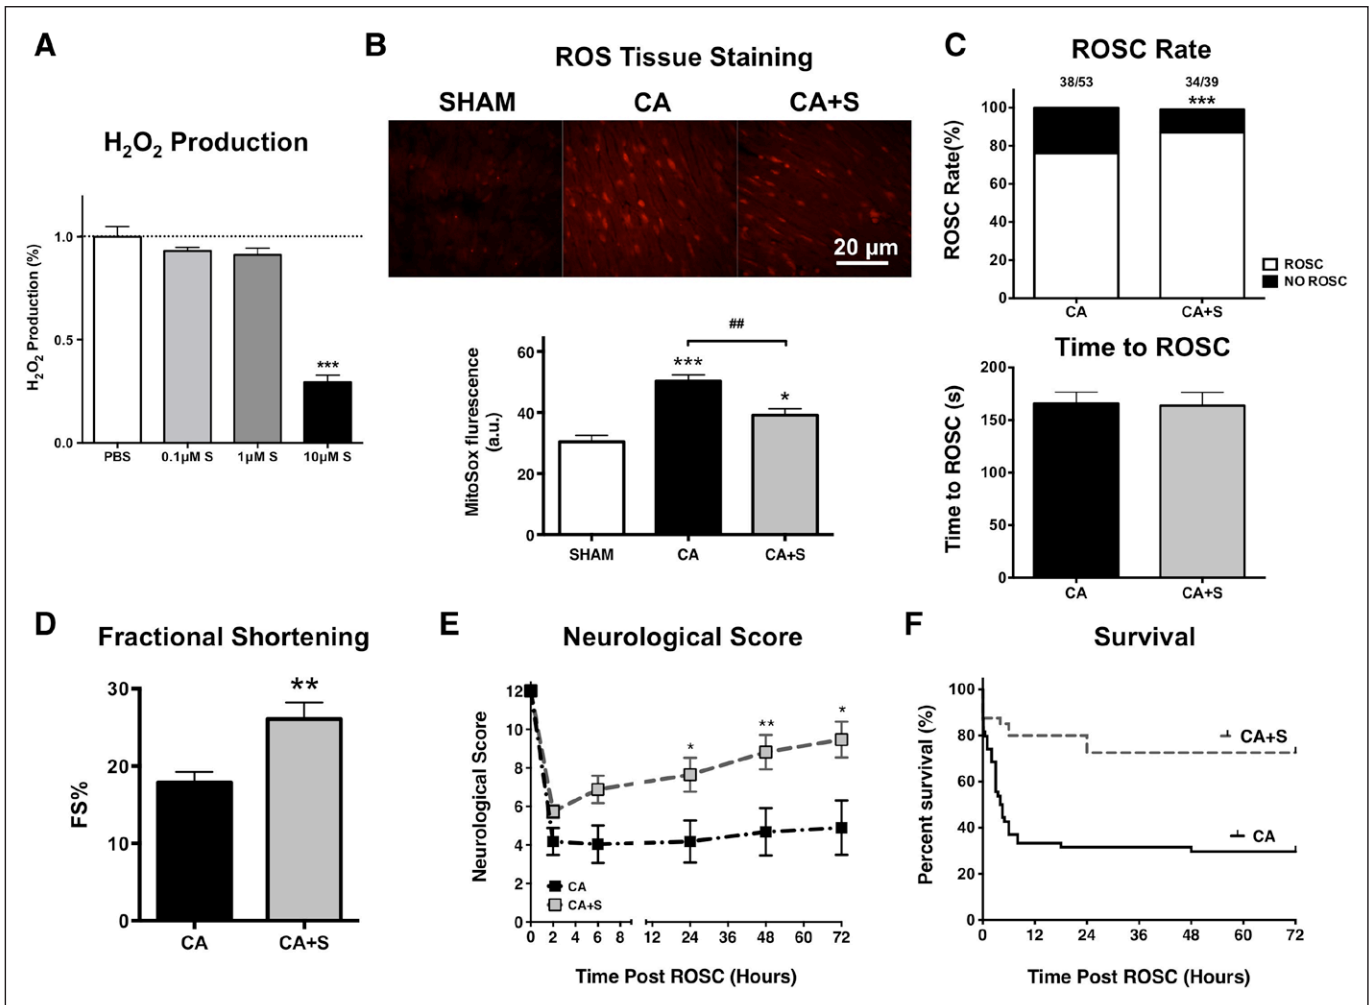 A
H2O2 Production
H2O2 Production (%)
1.0
0.5
0.0
***
PBS
0.1µM S
1µM S
10µM S
B
ROS Tissue Staining
SHAM
CA
CA+S
20 µm
MitoSox flurescence
(a.u.)
60
40
20
0
***
##
*
SHAM
CA
CA+S
C
ROSC Rate
38/53
34/39
***
ROSC Rate(%)
100
80
60
40
20
0
CA
CA+S
ROSC
NO ROSC
Time to ROSC
Time to ROSC (s)
200
150
100
50
0
CA
CA+S
D
Fractional Shortening
FS%
30
20
10
0
**
CA
CA+S
E
Neurological Score
Neurological Score
12
10
8
6
4
2
0
*
**
*
CA
CA+S
0 2 4 6 8 12 24 36 48 60 72
Time Post ROSC (Hours)
F
Survival
Percent survival (%)
100
80
60
40
20
0
CA+S
CA
0 12 24 36 48 60 72
Time Post ROSC (Hours)